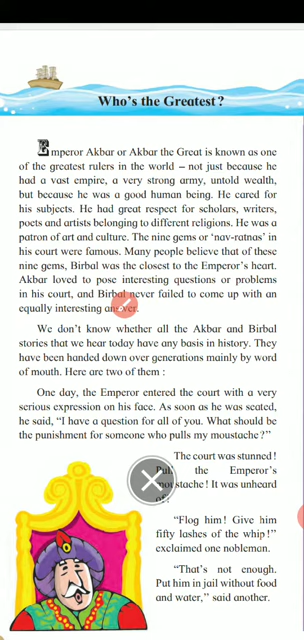 Who's the Greatest?
Emperor Akbar or Akbar the Great is known as one
of the greatest rulers in the world – not just because he
had a vast empire, a very strong army, untold wealth,
but because he was a good human being. He cared for
his subjects. He had great respect for scholars, writers,
poets and artists belonging to different religions. He was a
patron of art and culture. The nine gems or 'nav-ratnas' in
his court were famous. Many people believe that of these
nine gems, Birbal was the closest to the Emperor's heart.
Akbar loved to pose interesting questions or problems
in his court, and Birbal never failed to come up with an
equally interesting answer.
We don't know whether all the Akbar and Birbal
stories that we hear today have any basis in history. They
have been handed down over generations mainly by word
of mouth. Here are two of them :
One day, the Emperor entered the court with a very
serious expression on his face. As soon as he was seated,
he said, "I have a question for all of you. What should be
the punishment for someone who pulls my moustache?"
The court was stunned!
Pull the Emperor's
moustache! It was unheard
of!
"Flog him! Give him
fifty lashes of the whip!"
exclaimed one nobleman.
"That's not enough.
Put him in jail without food
and water," said another.